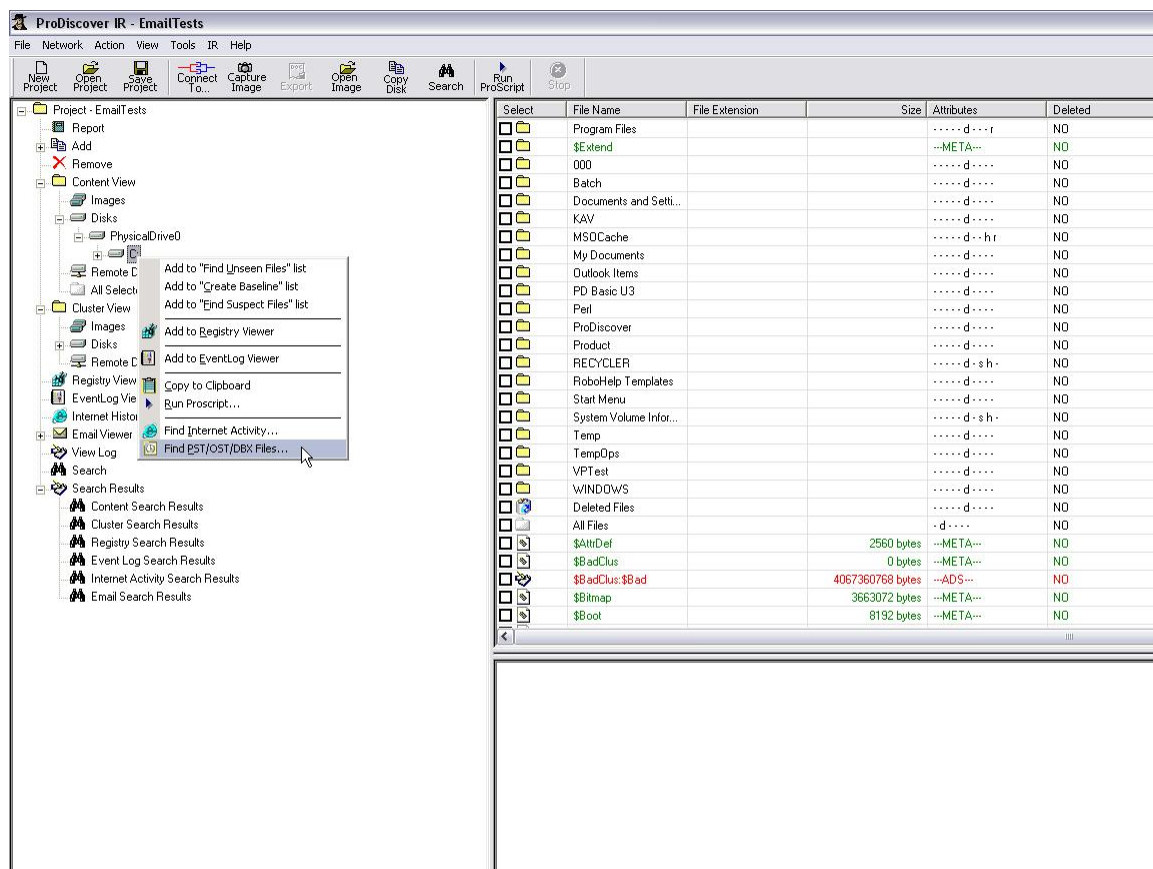 ProDiscover IR - EmailTests
File Network Action View Tools IR Help
New Project Open Project Save Project Connect To... Capture Image Export Open Image Copy Disk Search Run ProScript Stop
Project - EmailTests
Report
Add
Remove
Content View
Images
Disks
PhysicalDrive0
Remote
All Select
Cluster View
Images
Disks
Remote
Registry View
EventLog Vie
Internet Histor
Email Viewer
View Log
Search
Search Results
Content Search Results
Cluster Search Results
Registry Search Results
Event Log Search Results
Internet Activity Search Results
Email Search Results
Add to "Find Unseen Files" list
Add to "Create Baseline" list
Add to "Find Suspect Files" list
Add to Registry Viewer
Add to EventLog Viewer
Copy to Clipboard
Run Proscript...
Find Internet Activity...
Find PST/OST/DBX Files...
Select File Name File Extension Size Attributes Deleted
Program Files - - - - - d - - - r NO
$Extend ---META--- NO
000 - - - - - d - - - - NO
Batch - - - - - d - - - - NO
Documents and Setti... - - - - - d - - - - NO
KAV - - - - - d - - - - NO
MSOCache - - - - - d - - h r NO
My Documents - - - - - d - - - - NO
Outlook Items - - - - - d - - - - NO
PD Basic U3 - - - - - d - - - - NO
Perl - - - - - d - - - - NO
ProDiscover - - - - - d - - - - NO
Product - - - - - d - - - - NO
RECYCLER - - - - - d - s h - NO
RoboHelp Templates - - - - - d - - - - NO
Start Menu - - - - - d - - - - NO
System Volume Infor... - - - - - d - s h - NO
Temp - - - - - d - - - - NO
TempOps - - - - - d - - - - NO
VPTest - - - - - d - - - - NO
WINDOWS - - - - - d - - - - NO
Deleted Files - - - - - d - - - - NO
All Files - d - - - - NO
$AttrDef 2560 bytes ---META--- NO
$BadClus 0 bytes ---META--- NO
$BadClus:$Bad 4067360768 bytes ---ADS--- NO
$Bitmap 3663072 bytes ---META--- NO
$Boot 8192 bytes ---META--- NO